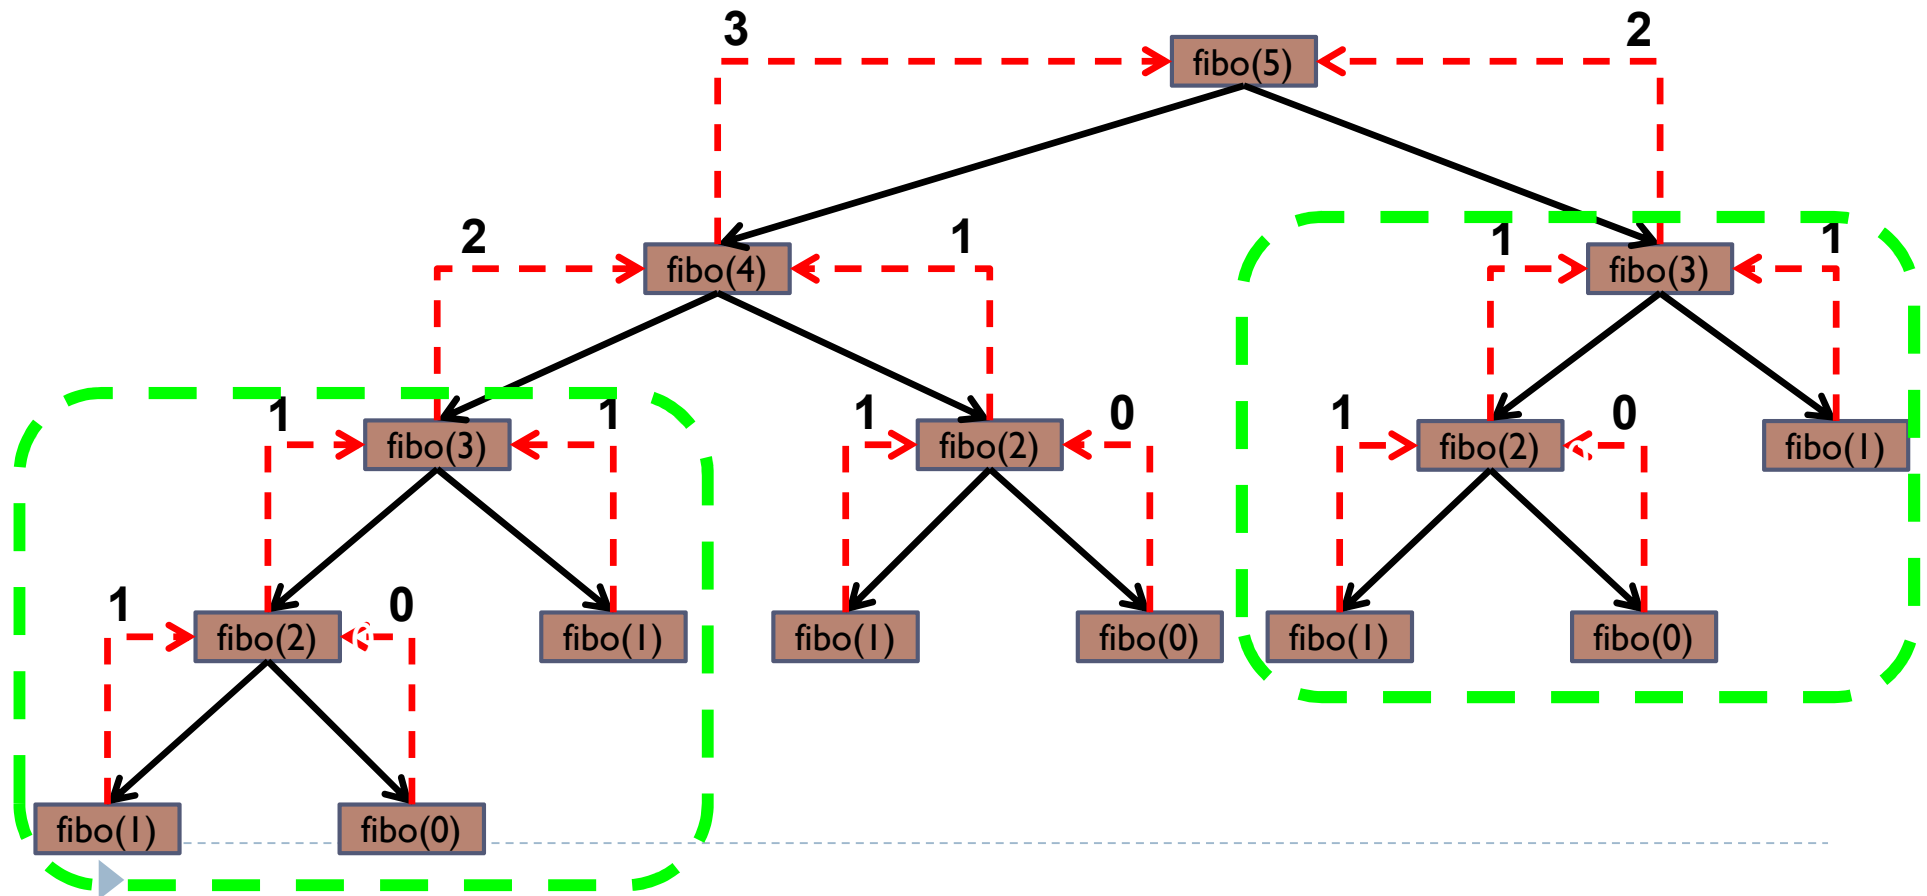 3 2
fibo(5)
2 1 1 1
fibo(4) fibo(3)
1 1 1 0 1 0
fibo(3) fibo(2) fibo(2) fibo(1)
1 0
fibo(2) fibo(1) fibo(1) fibo(0) fibo(1) fibo(0)
fibo(1) fibo(0)